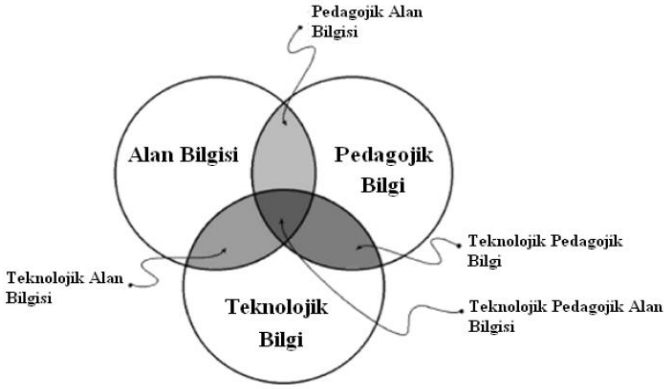 Pedagojik Alan
Bilgisi
Alan Bilgisi
Pedagojik
Bilgi
Teknolojik Pedagojik
Bilgi
Teknolojik Alan
Bilgisi
Teknolojik
Bilgi
Teknolojik Pedagojik Alan
Bilgisi